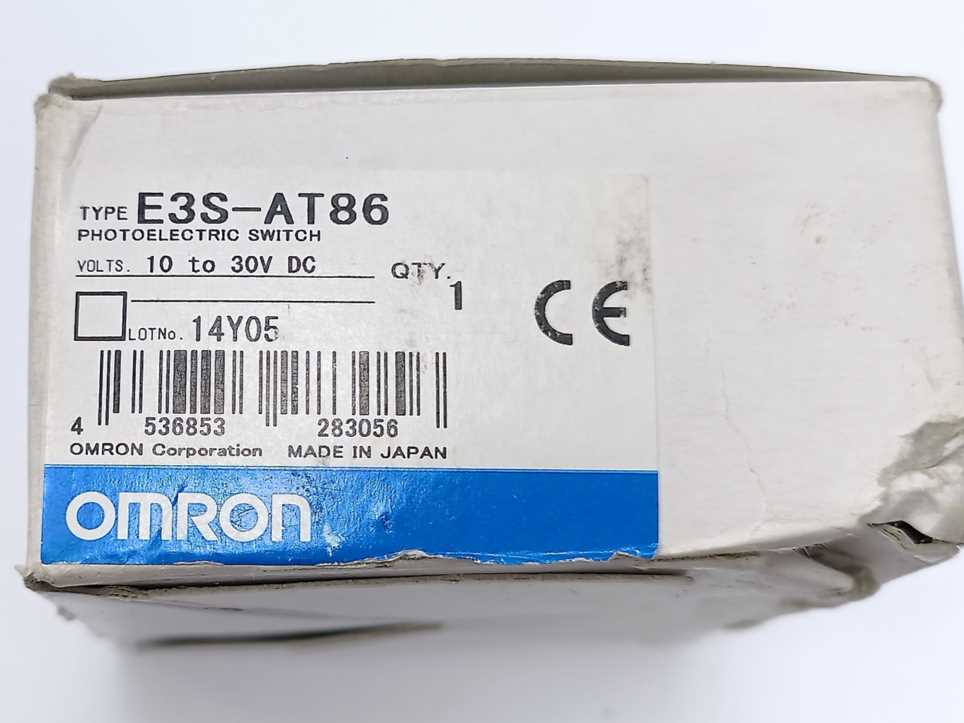 TYPE E3S-AT86
PHOTOELECTRIC SWITCH
VOLTS. 10 to 30V DC QTY. 1
LOTNo. 14Y05
CE
4 536853 283056
OMRON Corporation MADE IN JAPAN
OMRON